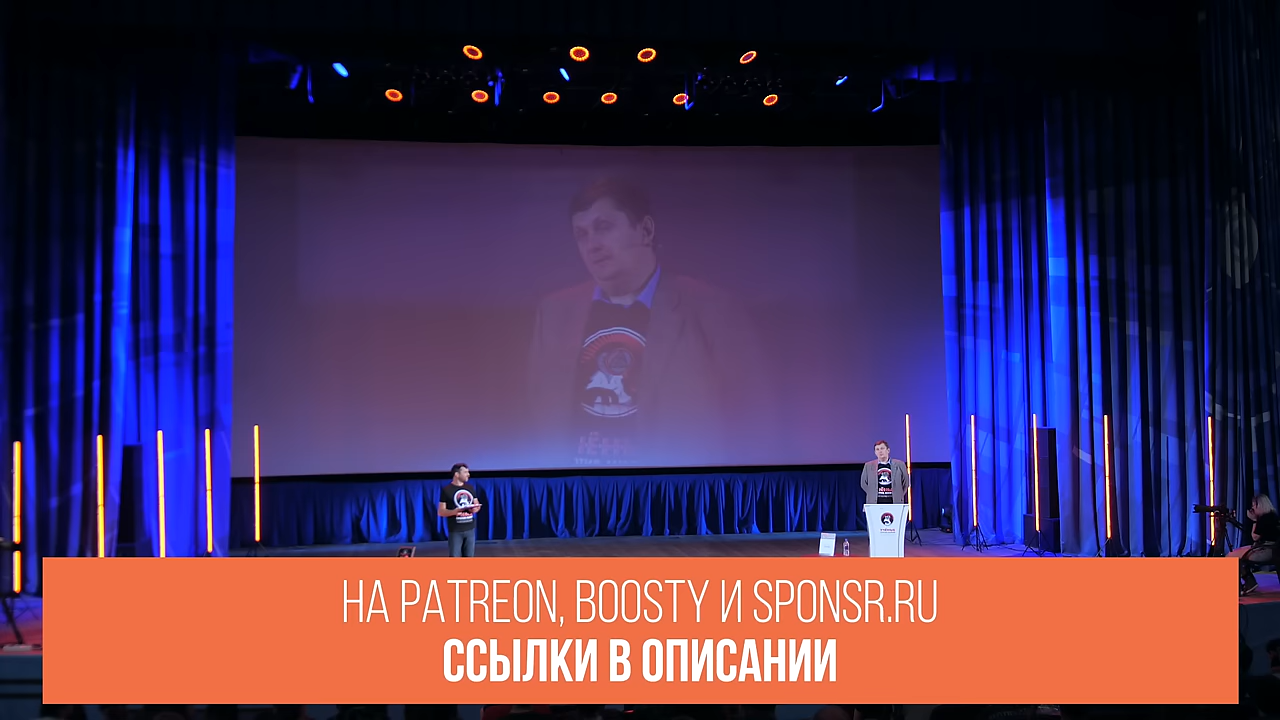 НА PATREON, BOOSTY И SPONSR.RU
ССЫЛКИ В ОПИСАНИИ